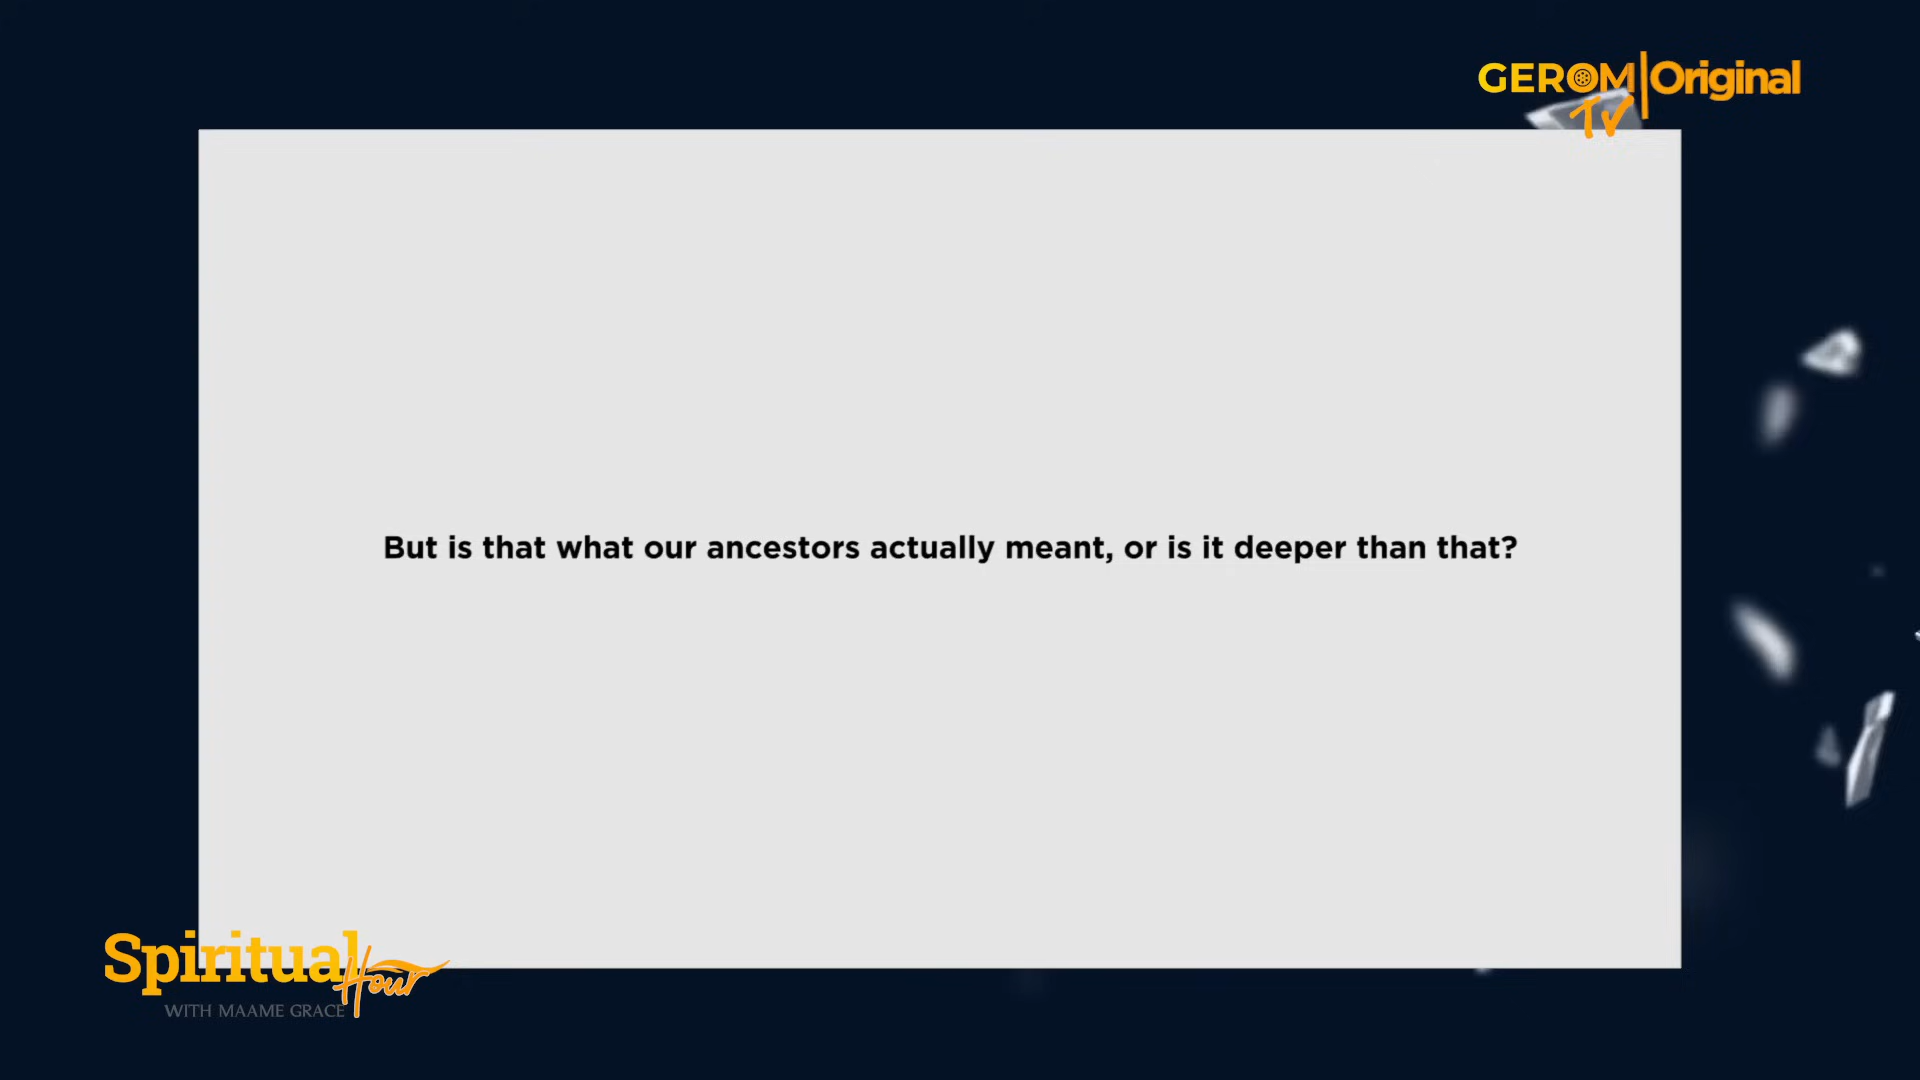 GEROM
TV
Original
But is that what our ancestors actually meant, or is it deeper than that?
Spiritual
Hour
WITH MAAME GRACE